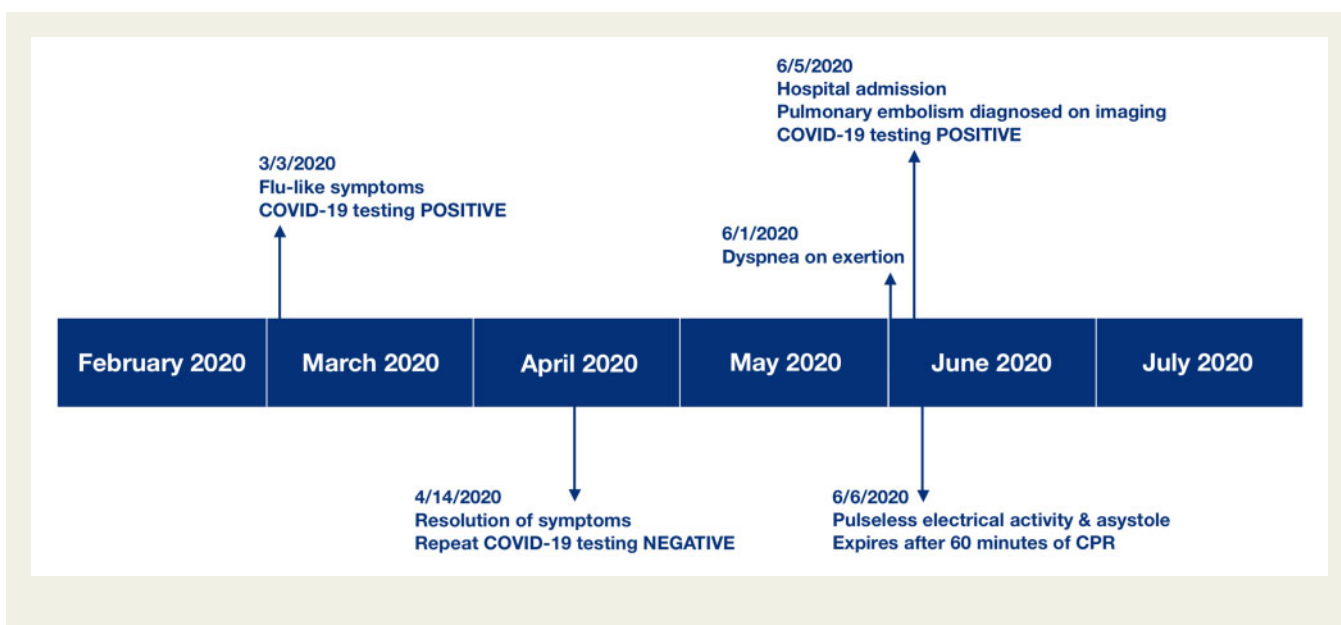 6/5/2020
Hospital admission
Pulmonary embolism diagnosed on imaging
COVID-19 testing POSITIVE
3/3/2020
Flu-like symptoms
COVID-19 testing POSITIVE
6/1/2020
Dyspnea on exertion
February 2020
March 2020
April 2020
May 2020
June 2020
July 2020
4/14/2020
Resolution of symptoms
Repeat COVID-19 testing NEGATIVE
6/6/2020
Pulseless electrical activity & asystole
Expires after 60 minutes of CPR